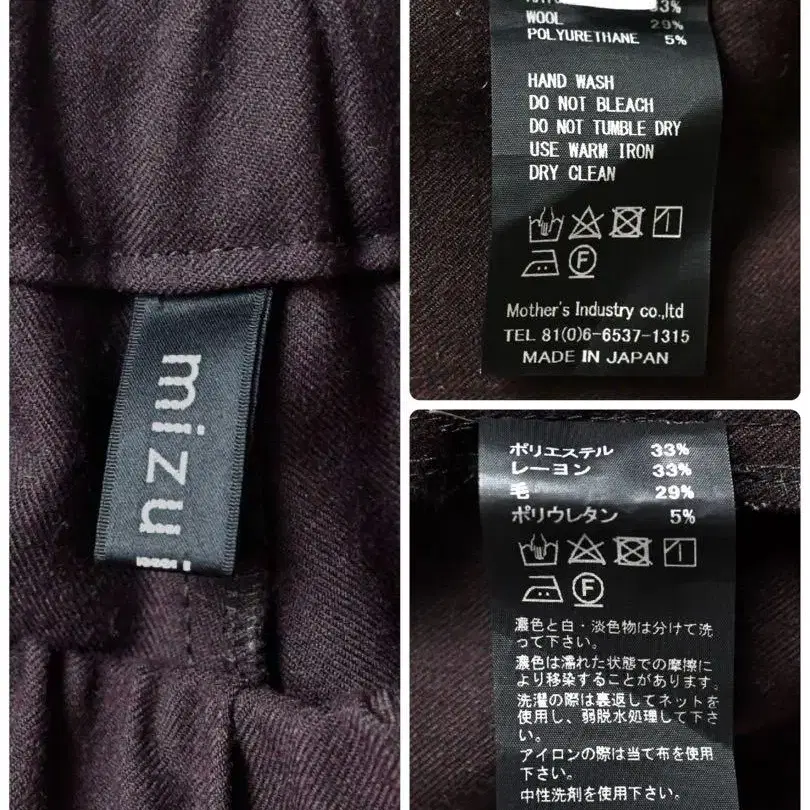 mizuiro
33%
WOOL 29%
POLYURETHANE 5%
HAND WASH
DO NOT BLEACH
DO NOT TUMBLE DRY
USE WARM IRON
DRY CLEAN
F
Mother's Industry co.,ltd
TEL 81(0)6-6537-1315
MADE IN JAPAN
ポリエステル 33%
レーヨン 33%
毛 29%
ポリウレタン 5%
F
濃色と白・淡色物は分けて洗
って下さい。
濃色は濡れた状態での摩擦に
より移染することがあります。
洗濯の際は裏返してネットを
使用し、弱脱水処理して下さ
い。
アイロンの際は当て布を使用
下さい。
中性洗剤を使用下さい。